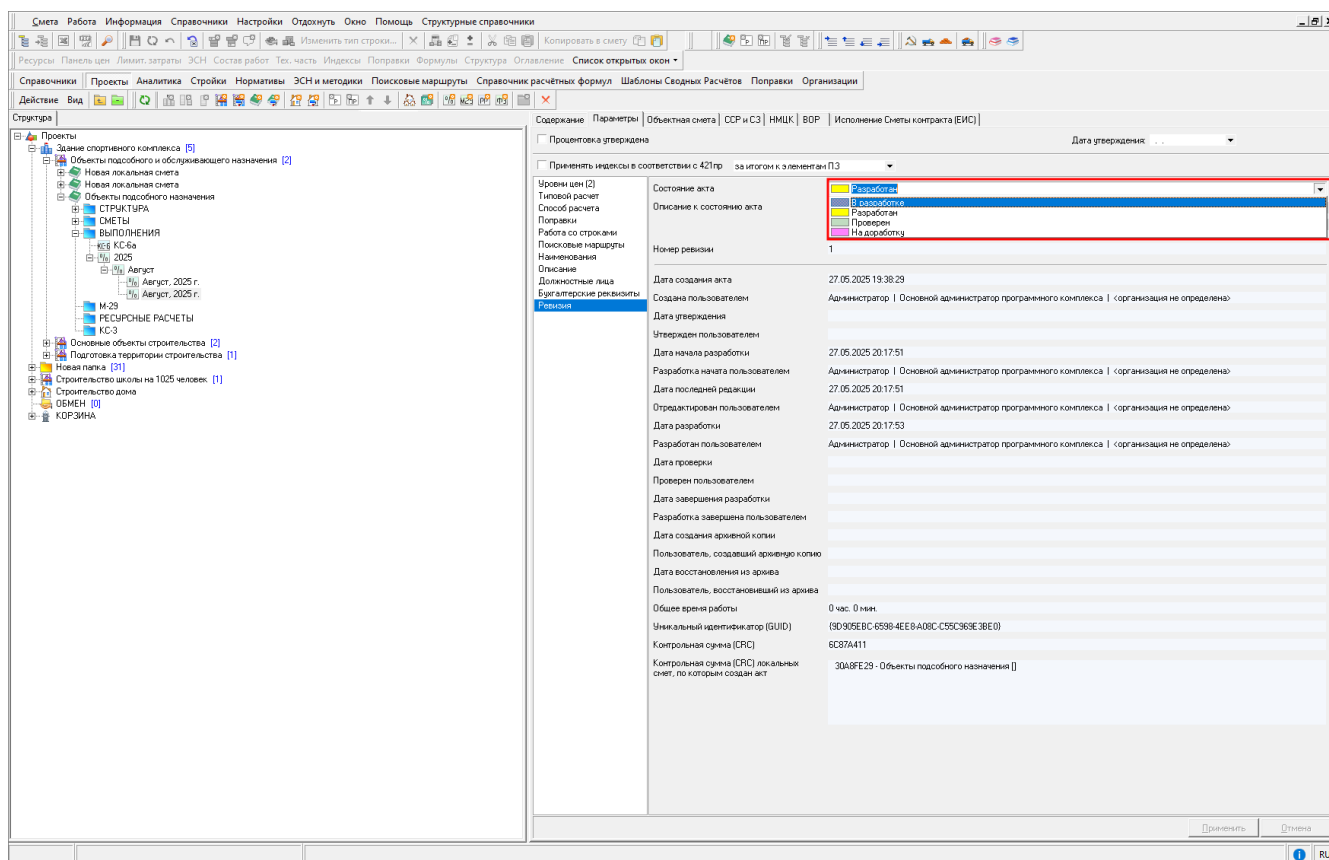 Смета Работа Информация Справочники Настройки Отдохнуть Окно Помощь Структурные справочники
Изменить тип строки... Копировать в смету
Ресурсы Панель цен Лимит. затраты ЭСН Состав работ Тех. часть Индексы Поправки Формулы Структура Оглавление Список открытых окон
Справочники Проекты Аналитика Стройки Нормативы ЭСН и методики Поисковые маршруты Справочник расчётных формул Шаблоны Сводных Расчётов Поправки Организации
Действие Вид
Структура
Проекты
Здание спортивного комплекса [5]
Объекты подсобного и обслуживающего назначения [2]
Новая локальная смета
Новая локальная смета
Объекты подсобного назначения
СТРУКТУРА
СМЕТЫ
ВЫПОЛНЕНИЯ
КС-6 КС-6а
2025
Август
Август, 2025 г.
Август, 2025 г.
М-29
РЕСУРСНЫЕ РАСЧЕТЫ
КС-3
Основные объекты строительства [2]
Подготовка территории строительства [1]
Новая папка [31]
Строительство школы на 1025 человек [1]
Строительство дома
ОБМЕН [0]
КОРЗИНА
Содержание Параметры Объектная смета ССР и СЗ НМЦК ВОР Исполнение Сметы контракта (ЕИС)
Процентовка утверждена Дата утверждения: . .
Применять индексы в соответствии с 421пр за итогом к элементам ПЗ
Уровни цен (2)
Типовой расчет
Способ расчета
Поправки
Работа со строками
Поисковые маршруты
Наименования
Описание
Должностные лица
Бухгалтерские реквизиты
Ревизия
Состояние акта Разработан
В разработке
Разработан
Проверен
На доработку
Описание к состоянию акта
Номер ревизии 1
Дата создания акта 27.05.2025 19:38:29
Создана пользователем Администратор | Основной администратор программного комплекса | <организация не определена>
Дата утверждения
Утвержден пользователем
Дата начала разработки 27.05.2025 20:17:51
Разработка начата пользователем Администратор | Основной администратор программного комплекса | <организация не определена>
Дата последней редакции 27.05.2025 20:17:51
Отредактирован пользователем Администратор | Основной администратор программного комплекса | <организация не определена>
Дата разработки 27.05.2025 20:17:53
Разработан пользователем Администратор | Основной администратор программного комплекса | <организация не определена>
Дата проверки
Проверен пользователем
Дата завершения разработки
Разработка завершена пользователем
Дата создания архивной копии
Пользователь, создавший архивную копию
Дата восстановления из архива
Пользователь, восстановивший из архива
Общее время работы 0 час. 0 мин.
Уникальный идентификатор (GUID) {9D905EBC-6598-4EE8-A08C-C55C969E3BE0}
Контрольная сумма (CRC) 6C87A411
Контрольная сумма (CRC) локальных смет, по которым создан акт 30A8FE29 - Объекты подсобного назначения []
Применить Отмена
RU